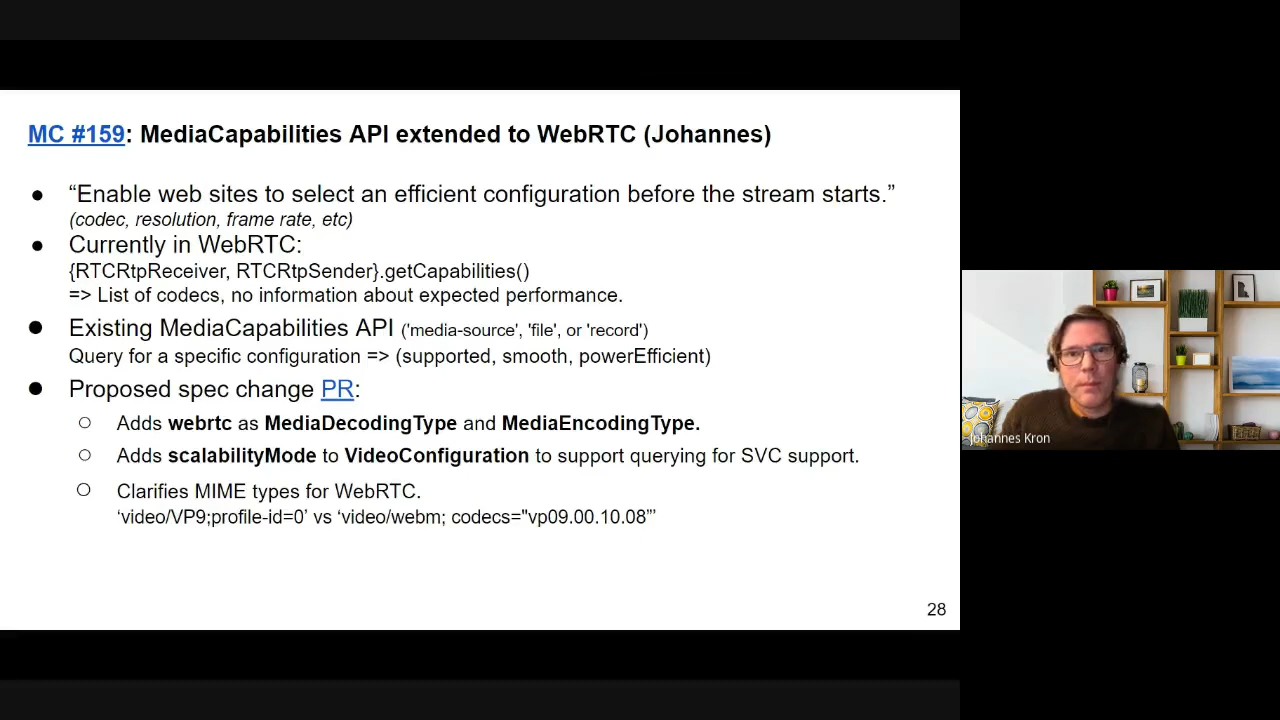 MC #159: MediaCapabilities API extended to WebRTC (Johannes)
● “Enable web sites to select an efficient configuration before the stream starts.”
(codec, resolution, frame rate, etc)
● Currently in WebRTC:
{RTCRtpReceiver, RTCRtpSender}.getCapabilities()
=> List of codecs, no information about expected performance.
● Existing MediaCapabilities API ('media-source', 'file', or 'record')
Query for a specific configuration => (supported, smooth, powerEfficient)
● Proposed spec change PR:
○ Adds webrtc as MediaDecodingType and MediaEncodingType.
○ Adds scalabilityMode to VideoConfiguration to support querying for SVC support.
○ Clarifies MIME types for WebRTC.
‘video/VP9;profile-id=0’ vs ‘video/webm; codecs="vp09.00.10.08”’
28
Johannes Kron